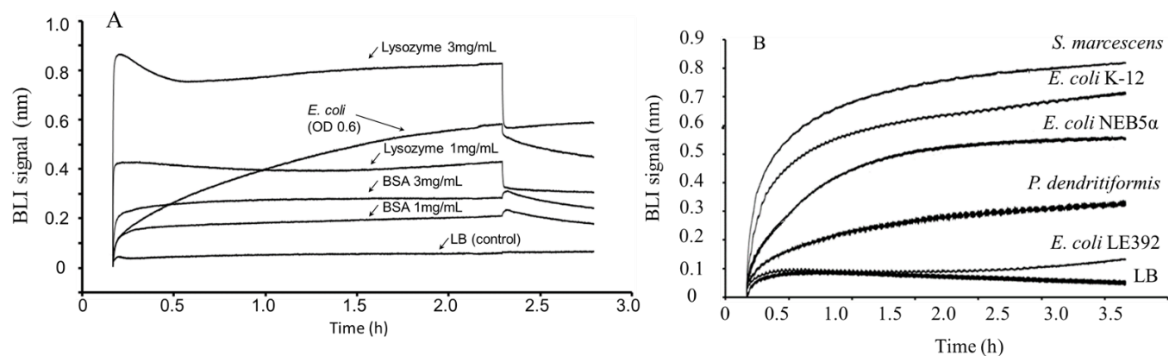 A
1.0
0.8
0.6
0.4
0.2
0
BLI signal (nm)
Lysozyme 3mg/mL
E. coli
(OD 0.6)
Lysozyme 1mg/mL
BSA 3mg/mL
BSA 1mg/mL
LB (control)
0 0.5 1.0 1.5 2.0 2.5 3.0
Time (h)
B
0.9
0.8
0.7
0.6
0.5
0.4
0.3
0.2
0.1
0
BLI signal (nm)
S. marcescens
E. coli K-12
E. coli NEB5α
P. dendritiformis
E. coli LE392
LB
0 0.5 1.0 1.5 2.0 2.5 3.0 3.5
Time (h)